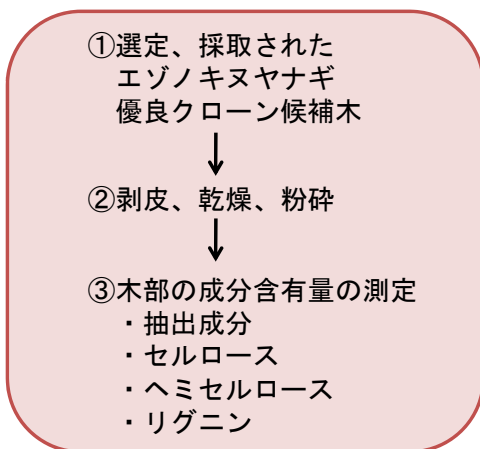 ①選定、採取された
エゾノキヌヤナギ
優良クローン候補木
②剥皮、乾燥、粉砕
③木部の成分含有量の測定
・抽出成分
・セルロース
・ヘミセルロース
・リグニン